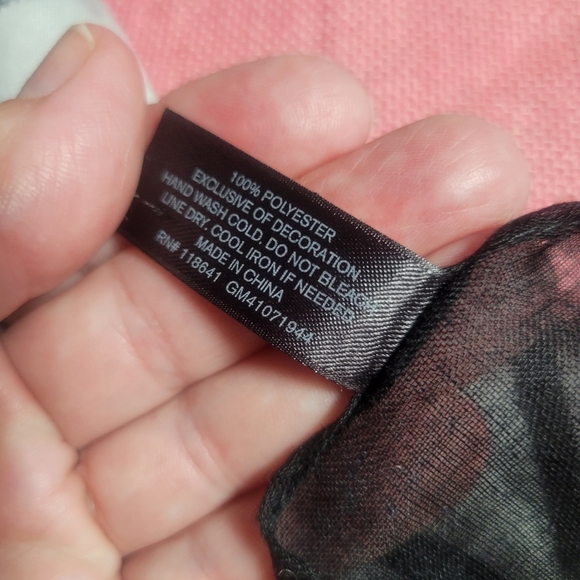 100% POLYESTER
EXCLUSIVE OF DECORATION
HAND WASH COLD. DO NOT BLEACH.
LINE DRY. COOL IRON IF NEEDED.
MADE IN CHINA
RN# 118641 GM41071944